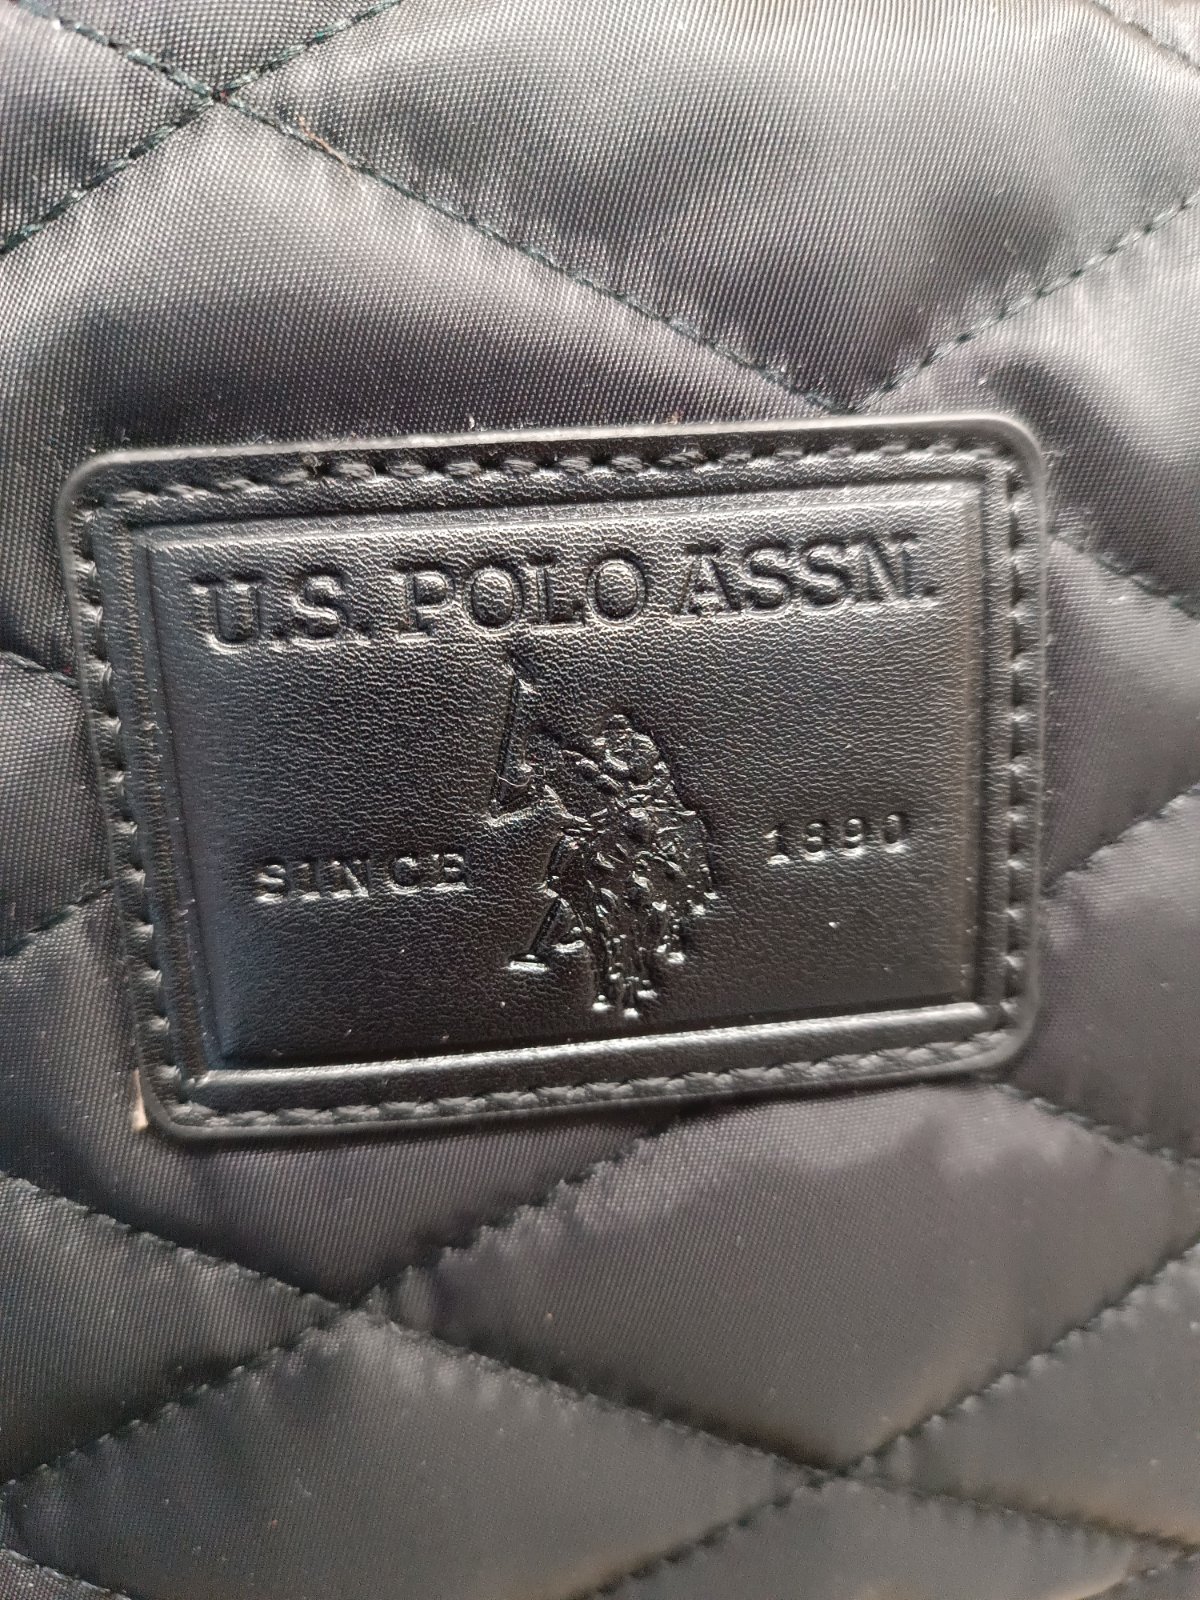 U.S. POLO ASSN.
SINCE 1890